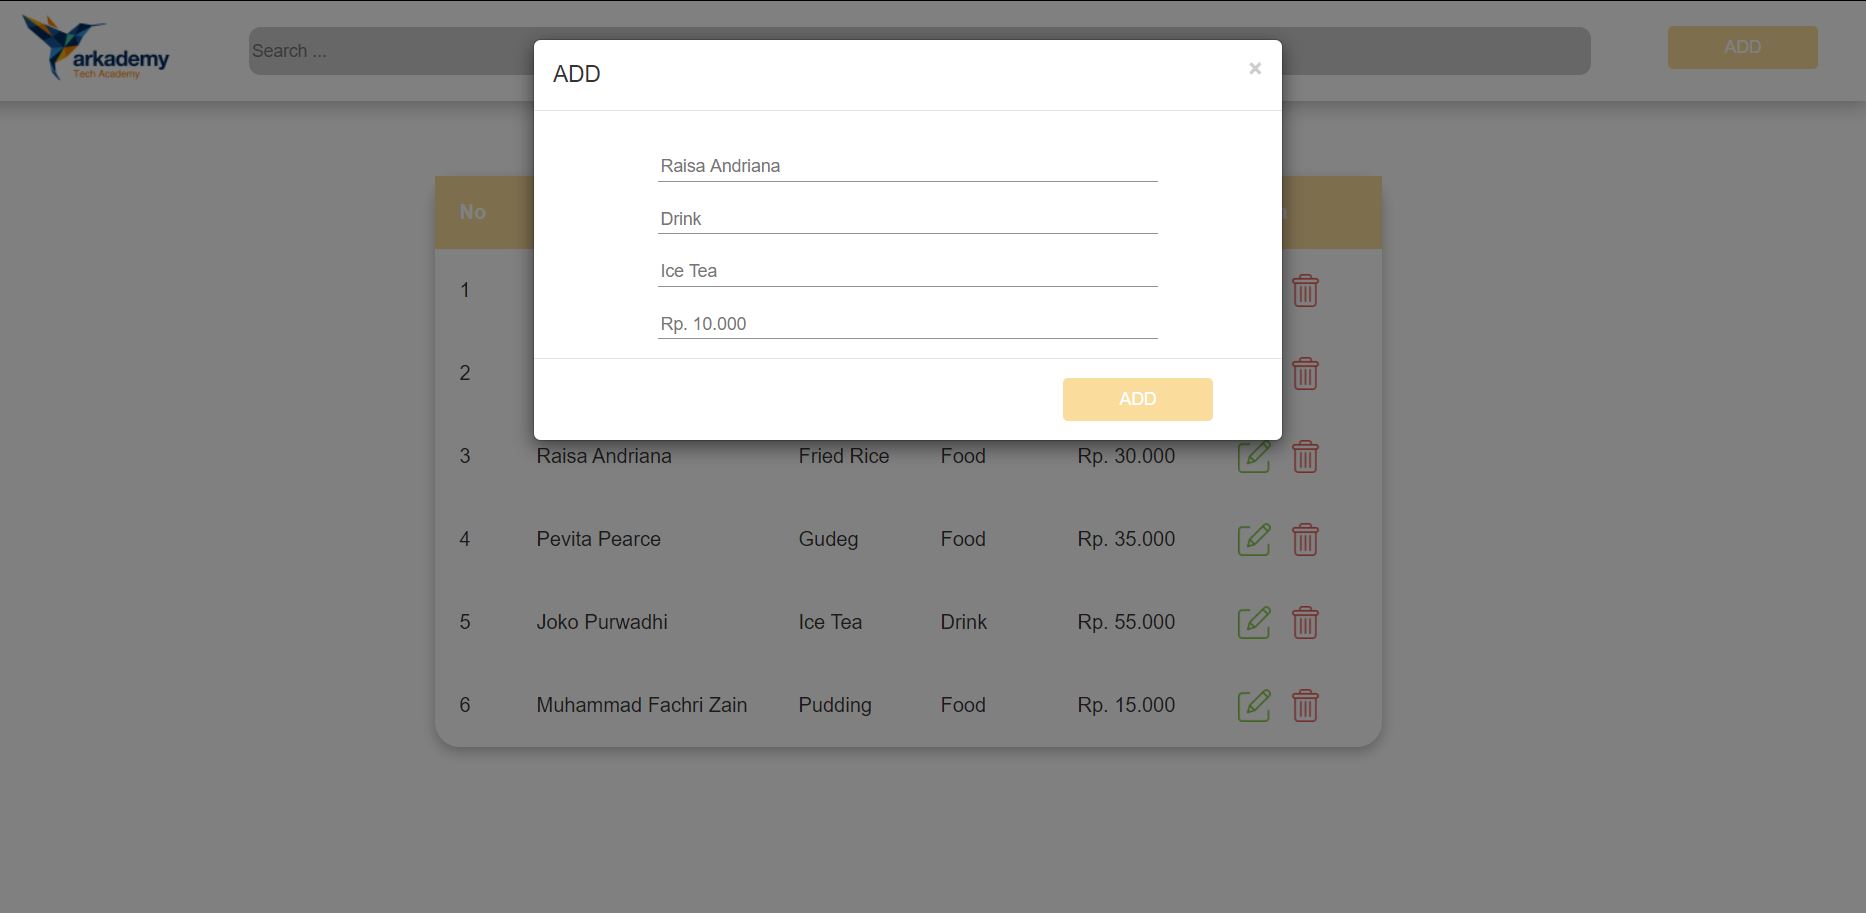 arkademy
Tech Academy
Search ...
ADD
ADD
×
Raisa Andriana
Drink
Ice Tea
Rp. 10.000
ADD
No
1
2
3 Raisa Andriana Fried Rice Food Rp. 30.000
4 Pevita Pearce Gudeg Food Rp. 35.000
5 Joko Purwadhi Ice Tea Drink Rp. 55.000
6 Muhammad Fachri Zain Pudding Food Rp. 15.000